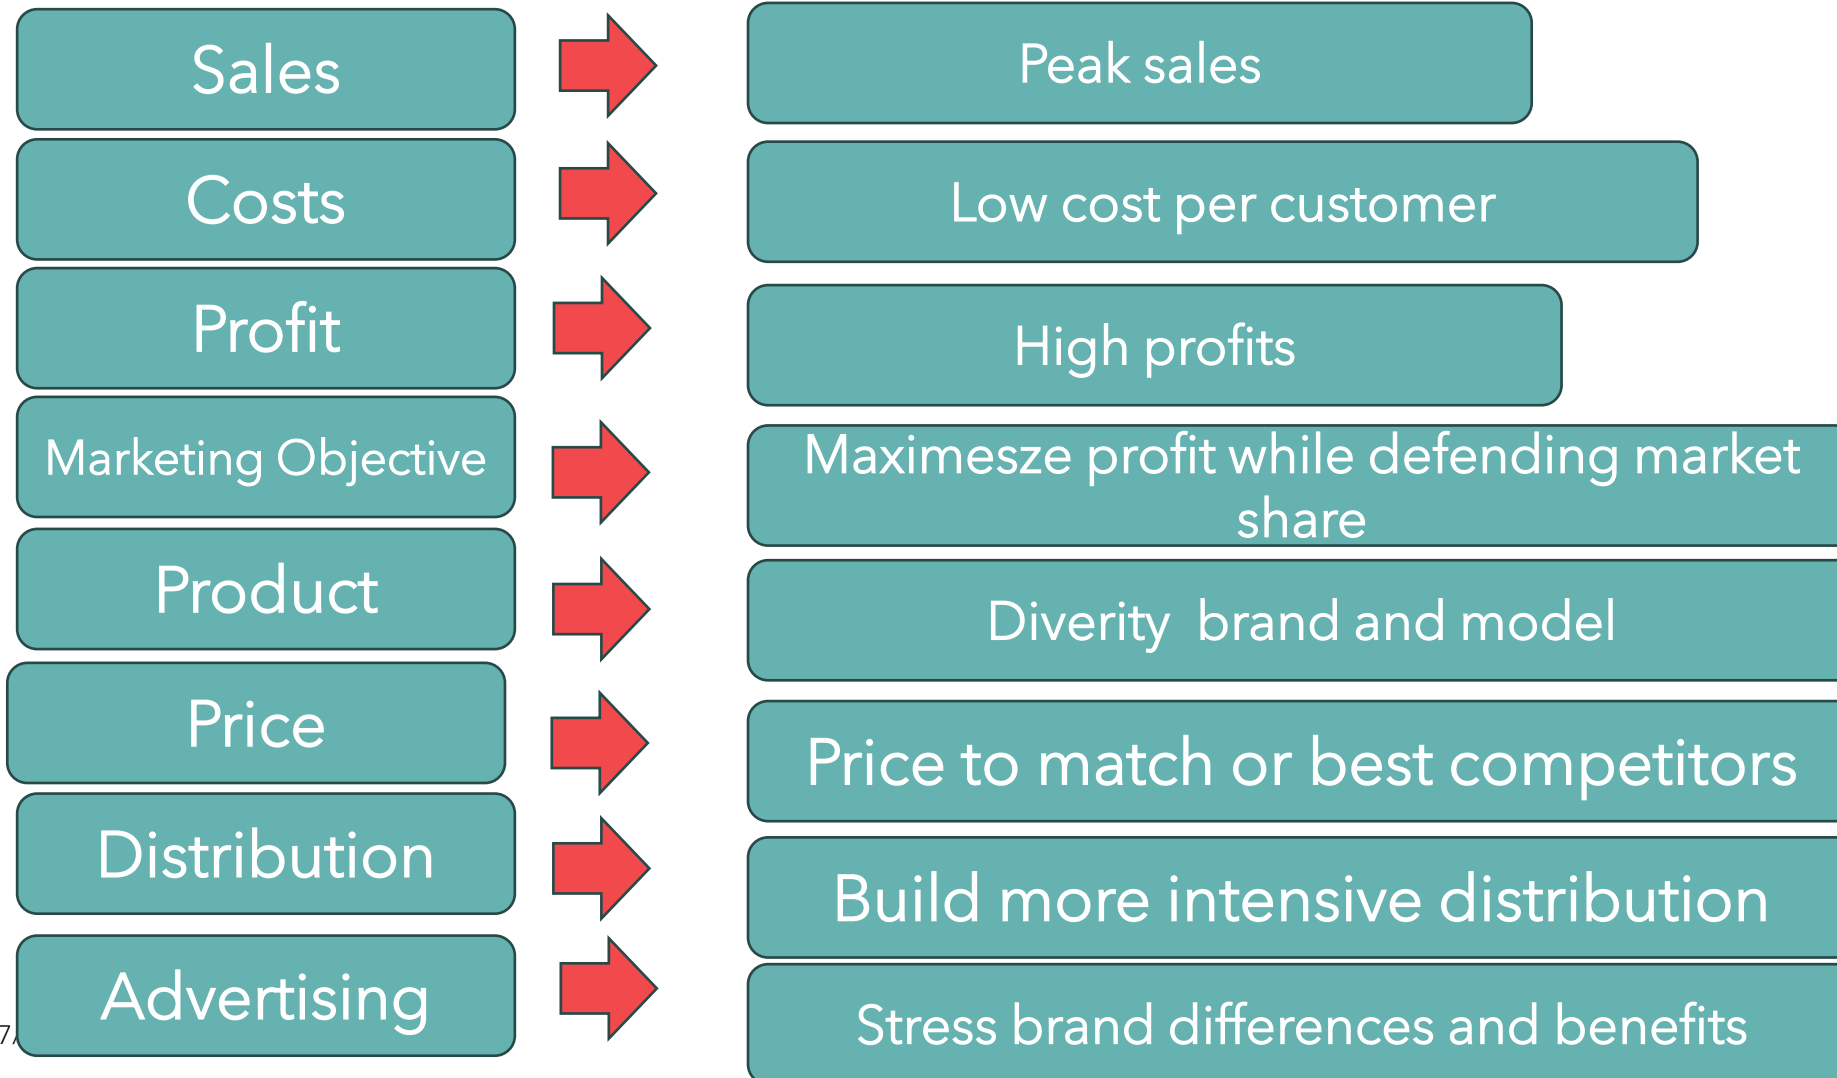 Sales
Peak sales
Costs
Low cost per customer
Profit
High profits
Marketing Objective
Maximesze profit while defending market
share
Product
Diverity  brand and model
Price
Price to match or best competitors
Distribution
Build more intensive distribution
Advertising
Stress brand differences and benefits
7/